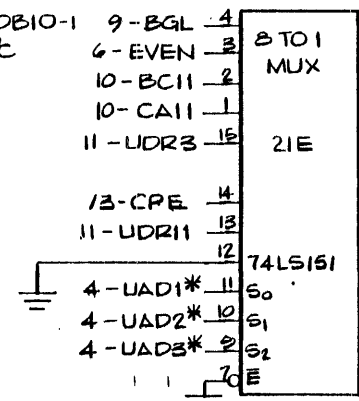 DB10-1 9-BGL 4
C 6-EVEN 3
10-BC11 2
10-CA11 1
11-UDR3 15
13-CPE 14
11-UDR11 13
12
4-UAD1* 11 S0
4-UAD2* 10 S1
4-UAD3* 9 S2
7 E̅
8 TO 1
MUX
21E
74LS151